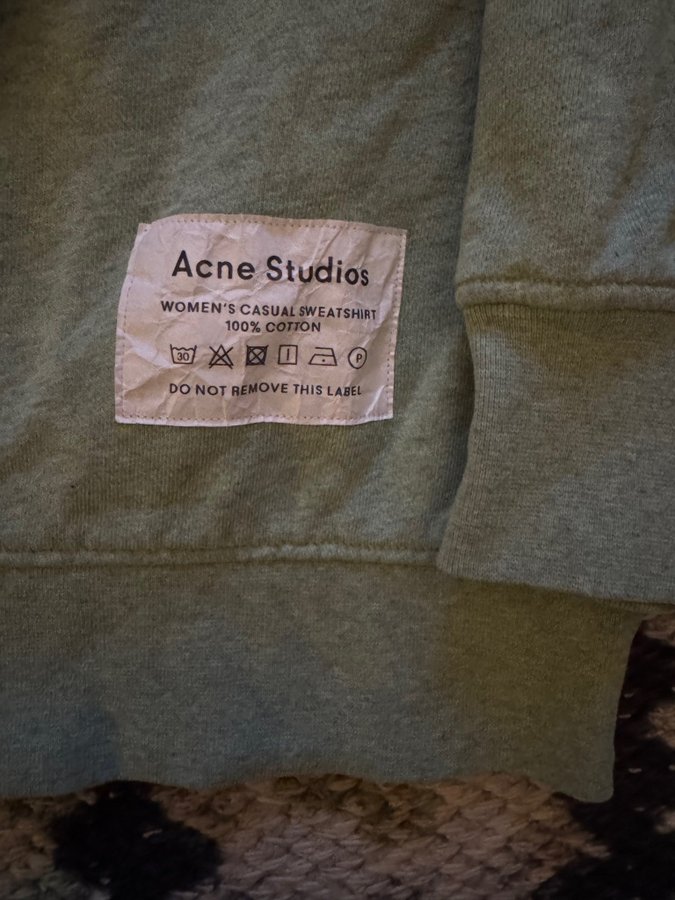 Acne Studios
WOMEN'S CASUAL SWEATSHIRT
100% COTTON
30 P
DO NOT REMOVE THIS LABEL